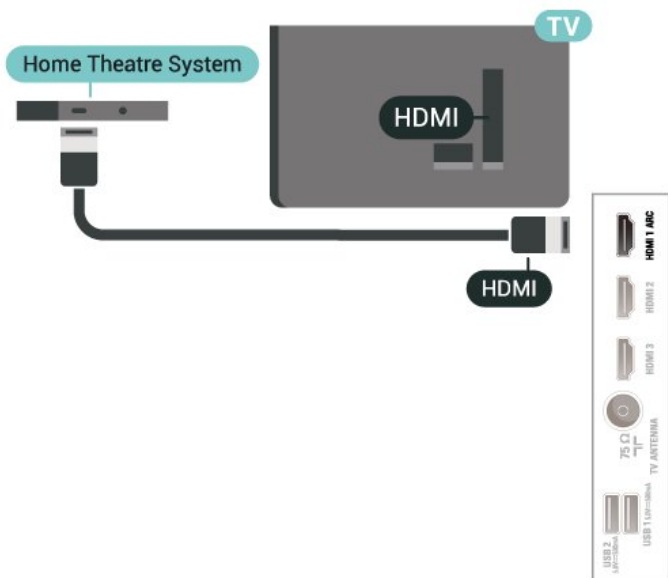 TV
Home Theatre System
HDMI
HDMI
HDMI 1 ARC
HDMI 2
HDMI 3
75 Ω
TV ANTENNA
USB 1
USB 2